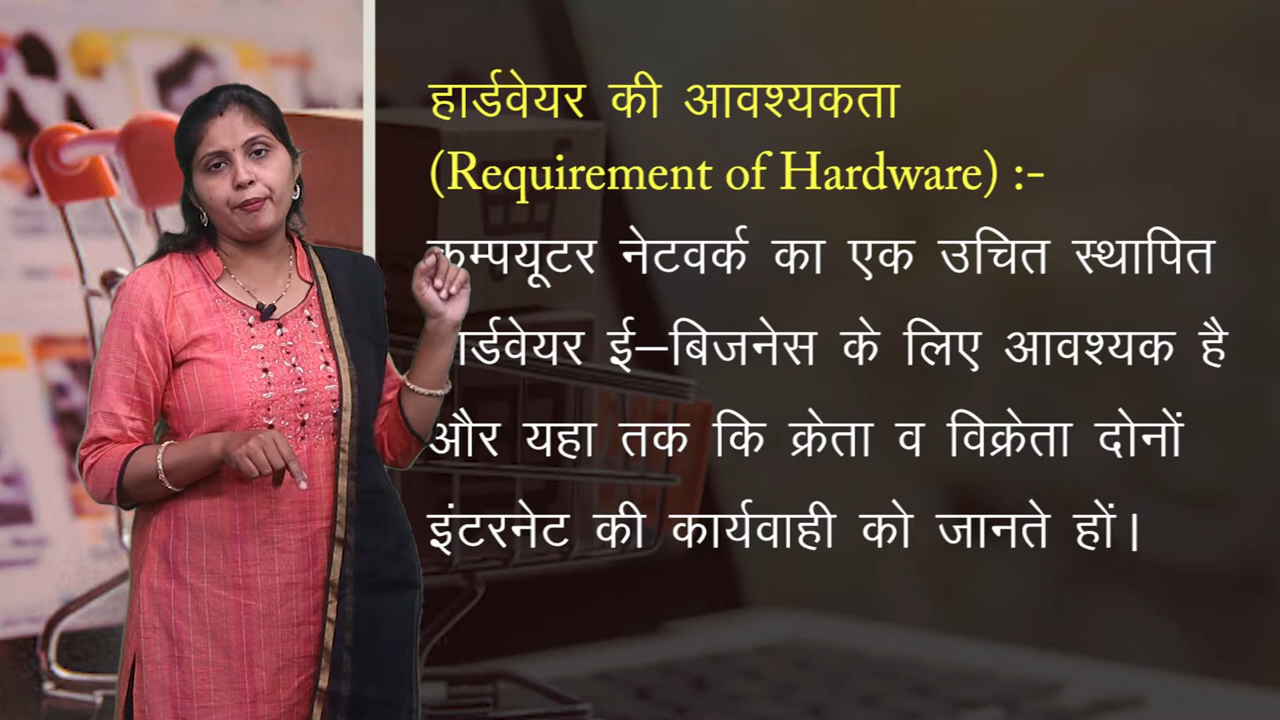 हार्डवेयर की आवश्यकता
(Requirement of Hardware) :-
कम्पयूटर नेटवर्क का एक उचित स्थापित
हार्डवेयर ई–बिजनेस के लिए आवश्यक है
और यहा तक कि क्रेता व विक्रेता दोनों
इंटरनेट की कार्यवाही को जानते हों।